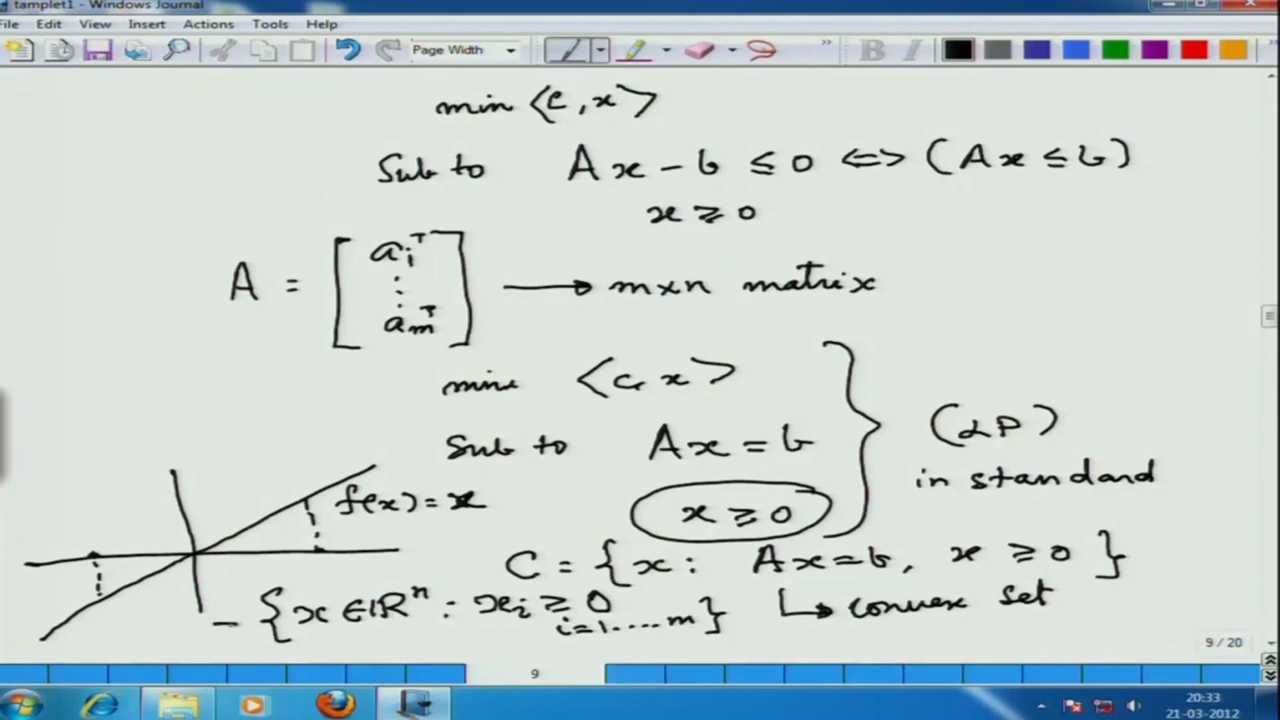 tamplet1 - Windows Journal
File Edit View Insert Actions Tools Help
Page Width
min ⟨c, x⟩
Sub to Ax - b ≤ 0 ⇔ (Ax ≤ b)
x ≥ 0
A = [ aᵢᵀ ⋮ aₘᵀ ] → m×n matrix
min ⟨c, x⟩
Sub to Ax = b
(LP)
in standard
f(x) = x
x ≥ 0
C = {x : Ax = b, x ≥ 0}
- {x ∈ ℝⁿ : xᵢ ≥ 0
i=1.....m}
↳ convex set
9 / 20
9
20:33
21-03-2012